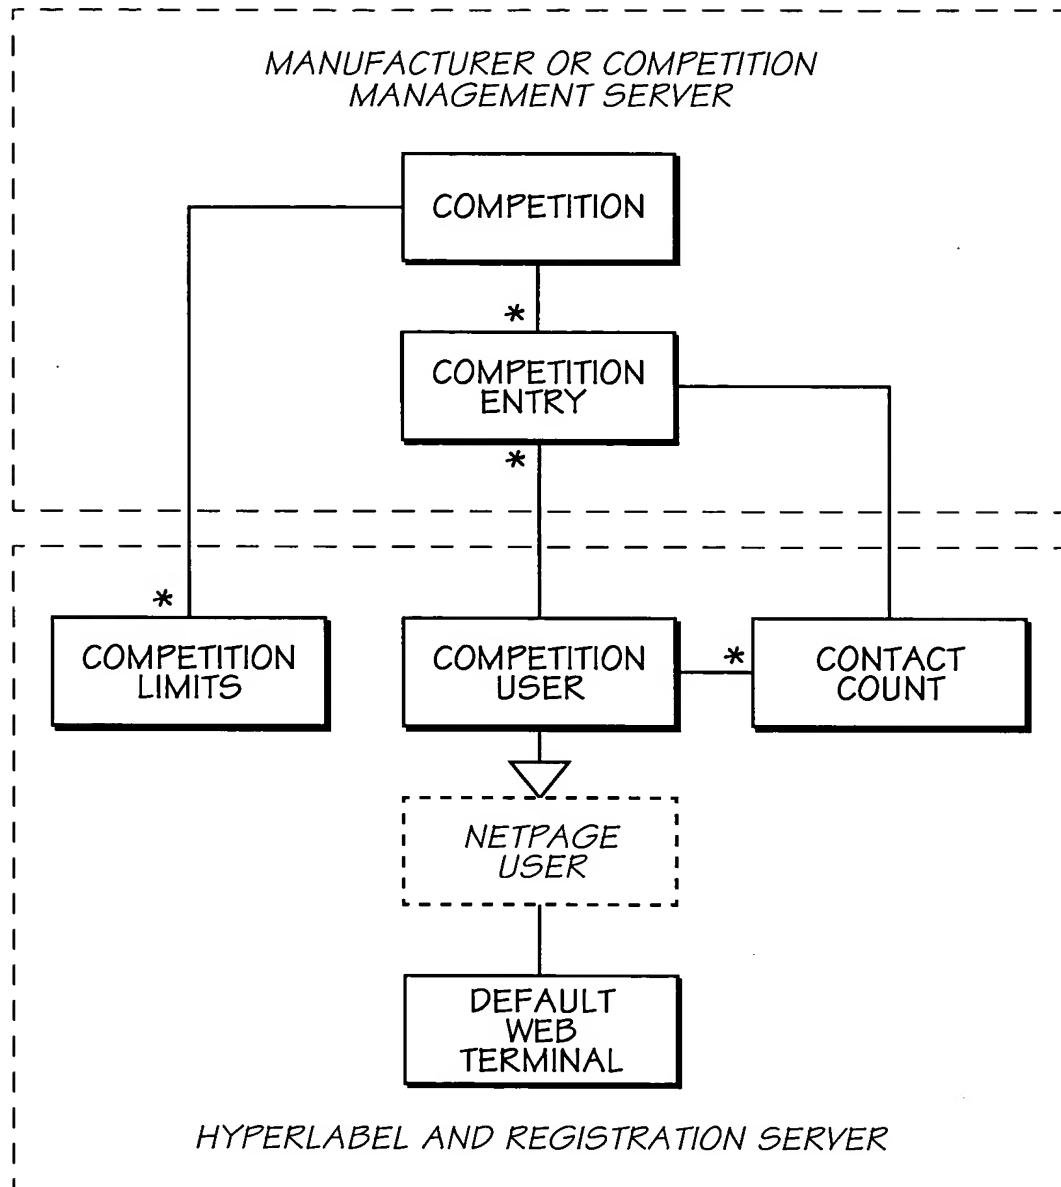 MANUFACTURER OR COMPETITION
MANAGEMENT SERVER
COMPETITION
*
COMPETITION
ENTRY
*
*
COMPETITION
LIMITS
COMPETITION
USER
*
CONTACT
COUNT
NETPAGE
USER
DEFAULT
WEB
TERMINAL
HYPERLABEL AND REGISTRATION SERVER